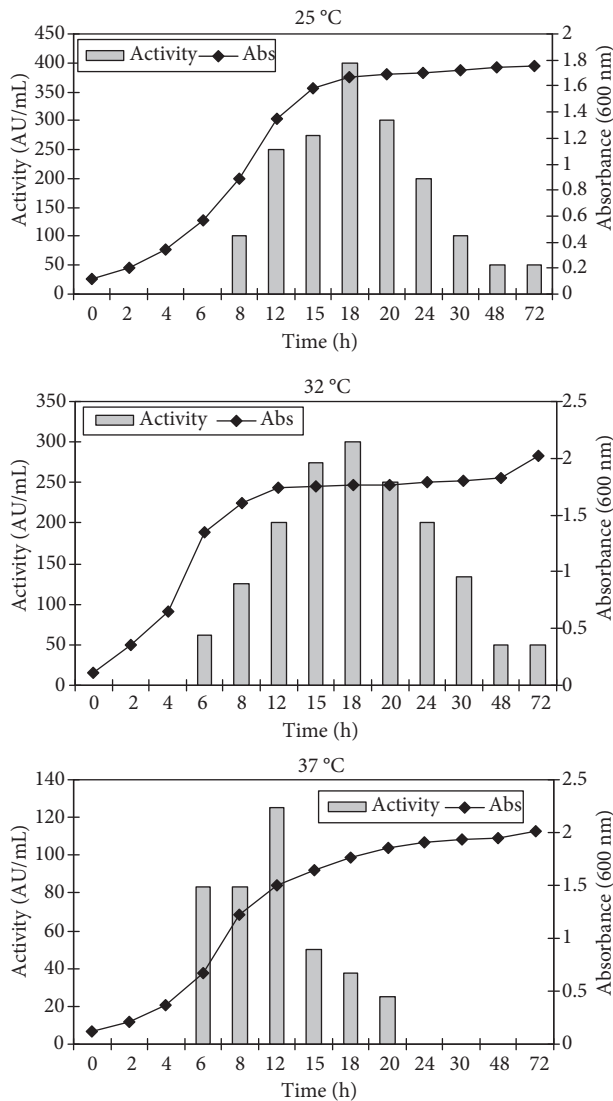 25 °C
Activity Abs
450
400
350
300
250
200
150
100
50
0
Activity (AU/mL)
2
1.8
1.6
1.4
1.2
1
0.8
0.6
0.4
0.2
0
Absorbance (600 nm)
0 2 4 6 8 12 15 18 20 24 30 48 72
Time (h)
32 °C
Activity Abs
350
300
250
200
150
100
50
0
Activity (AU/mL)
2.5
2
1.5
1
0.5
0
Absorbance (600 nm)
0 2 4 6 8 12 15 18 20 24 30 48 72
Time (h)
37 °C
Activity Abs
140
120
100
80
60
40
20
0
Activity (AU/mL)
2.5
2
1.5
1
0.5
0
Absorbance (600 nm)
0 2 4 6 8 12 15 18 20 24 30 48 72
Time (h)